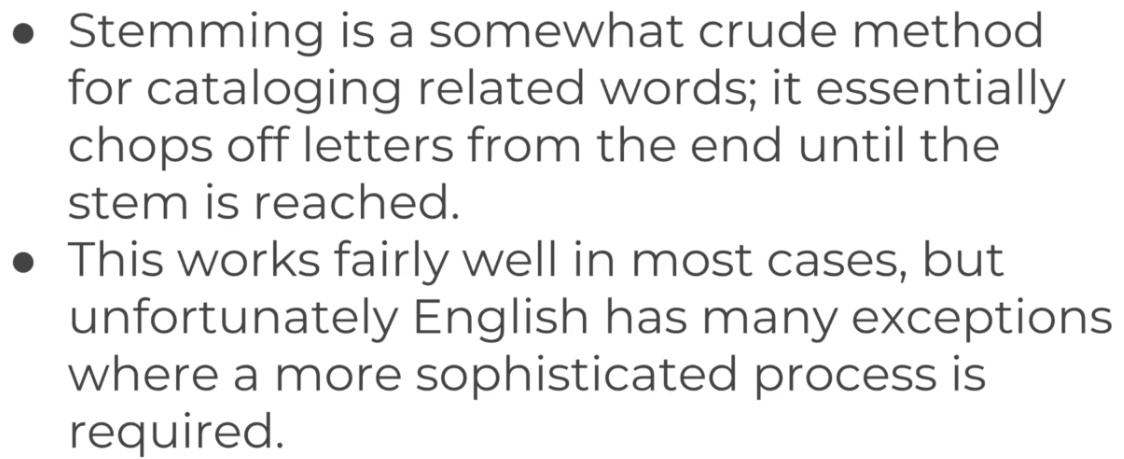 ● Stemming is a somewhat crude method
for cataloging related words; it essentially
chops off letters from the end until the
stem is reached.
● This works fairly well in most cases, but
unfortunately English has many exceptions
where a more sophisticated process is
required.